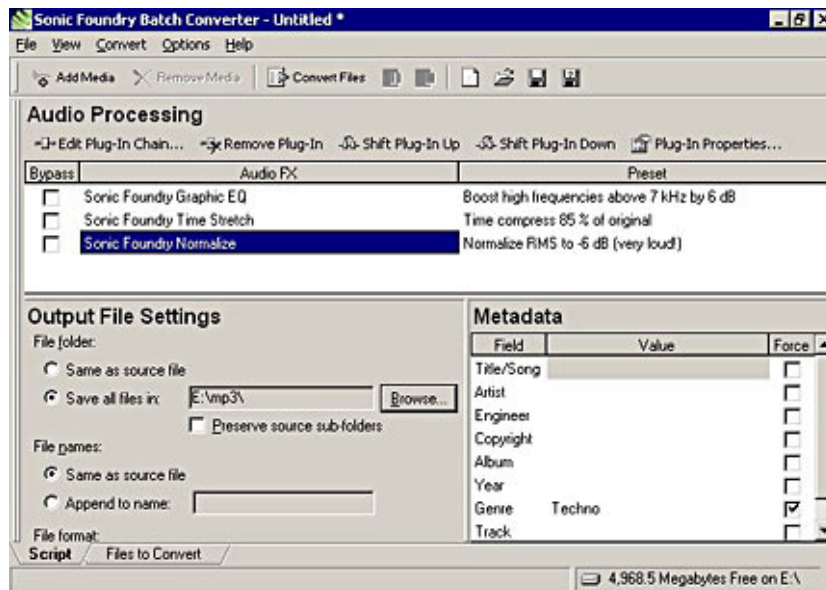 Sonic Foundry Batch Converter - Untitled *
File View Convert Options Help
Add Media Remove Media Convert Files
Audio Processing
Edit Plug-In Chain... Remove Plug-In Shift Plug-In Up Shift Plug-In Down Plug-In Properties...
Bypass Audio FX Preset
Sonic Foundry Graphic EQ Boost high frequencies above 7 kHz by 6 dB
Sonic Foundry Time Stretch Time compress 85 % of original
Sonic Foundry Normalize Normalize RMS to -6 dB (very loud!)
Output File Settings
File folder:
Same as source file
Save all files in: E:\mp3\ Browse...
Preserve source sub-folders
File names:
Same as source file
Append to name:
File format:
Metadata
Field Value Force
Title/Song
Artist
Engineer
Copyright
Album
Year
Genre Techno
Track
Script Files to Convert
4,968.5 Megabytes Free on E:\